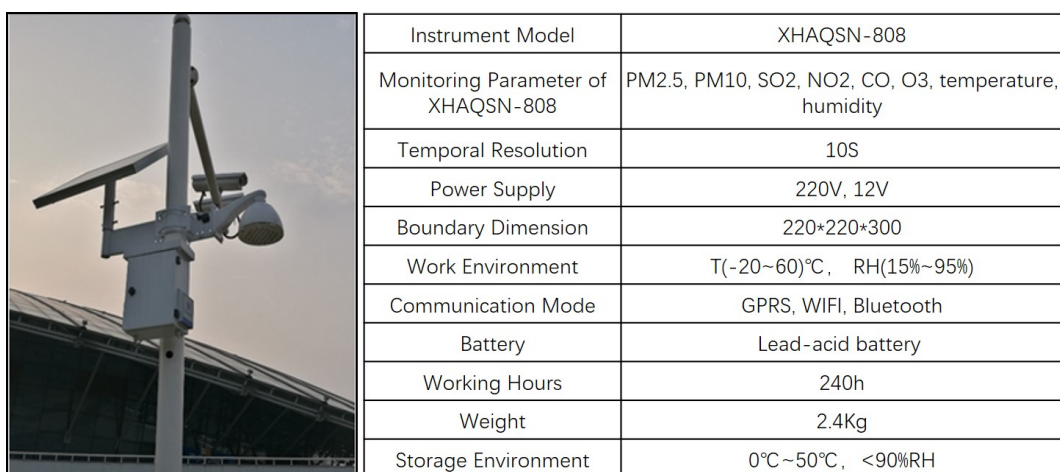 Instrument Model XHAQSN-808
Monitoring Parameter of XHAQSN-808 PM2.5, PM10, SO2, NO2, CO, O3, temperature, humidity
Temporal Resolution 10S
Power Supply 220V, 12V
Boundary Dimension 220*220*300
Work Environment T(-20~60)℃, RH(15%~95%)
Communication Mode GPRS, WIFI, Bluetooth
Battery Lead-acid battery
Working Hours 240h
Weight 2.4Kg
Storage Environment 0℃~50℃, <90%RH